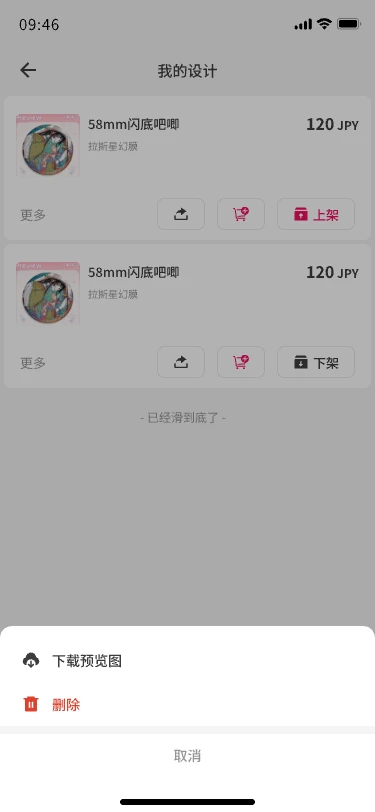 09:46
我的设计
58mm闪底吧唧
120 JPY
拉斯星幻膜
更多
上架
58mm闪底吧唧
120 JPY
拉斯星幻膜
更多
下架
- 已经滑到底了 -
下载预览图
删除
取消